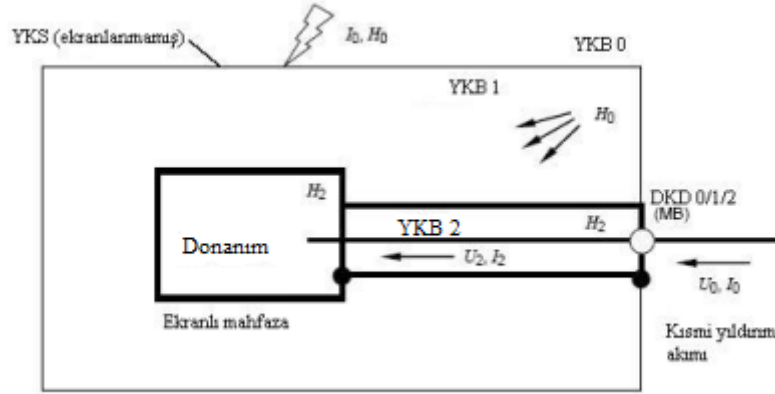 I0, H0
YKB 0
YKS (ekranlanmamış)
YKB 1
H0
H2
DKD 0/1/2
(MB)
YKB 2
H2
Donanım
U2, I2
U0, I0
Ekranlı mahfaza
Kısmi yıldırım
akımı